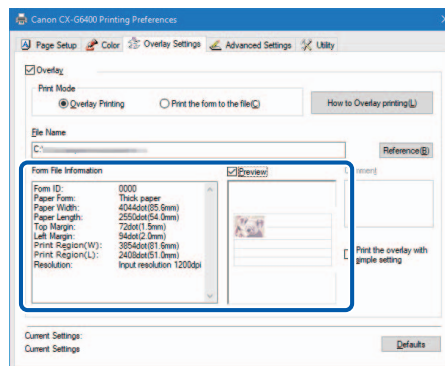 Canon CX-G6400 Printing Preferences
Page Setup Color Overlay Settings Advanced Settings Utility
Overlay
Print Mode
Overlay Printing Print the form to the file(C) How to Overlay printing(L)
File Name
C: Reference(B)
Form File Information Preview
Form ID: 0000
Paper Form: Thick paper
Paper Width: 4044dot(85.6mm)
Paper Length: 2550dot(54.0mm)
Top Margin: 72dot(1.5mm)
Left Margin: 94dot(2.0mm)
Print Region(W): 3854dot(81.6mm)
Print Region(L): 2408dot(51.0mm)
Resolution: Input resolution 1200dpi
Print the overlay with
simple setting
Current Settings:
Current Settings
Defaults